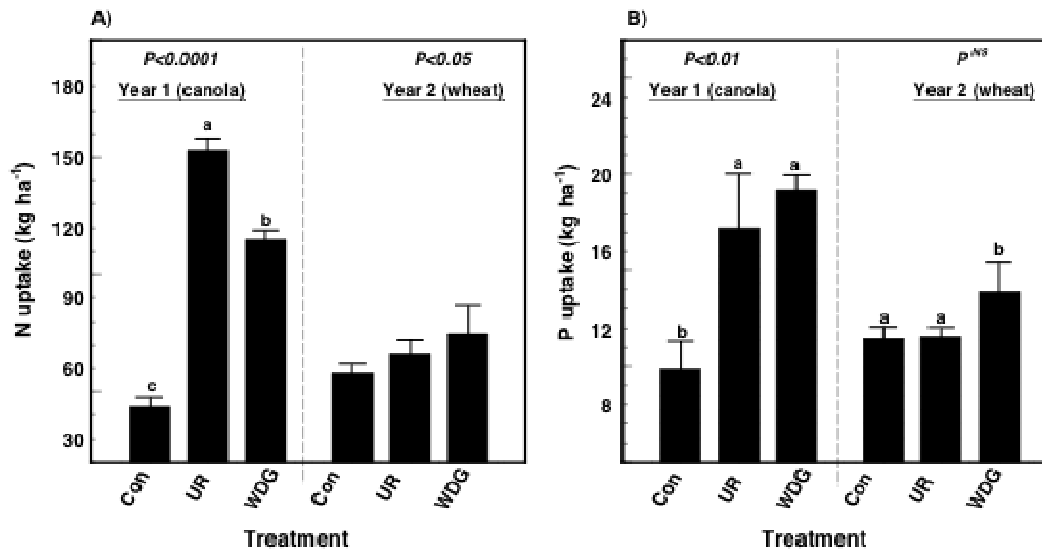 A)
P<0.0001 P<0.05
Year 1 (canola) Year 2 (wheat)
180
150
120
90
60
30
N uptake (kg ha-1)
a
b
c
Con UR WDG Con UR WDG
Treatment
B)
P<0.01 P NS
Year 1 (canola) Year 2 (wheat)
24
20
16
12
8
P uptake (kg ha-1)
a a
b
a a b
Con UR WDG Con UR WDG
Treatment